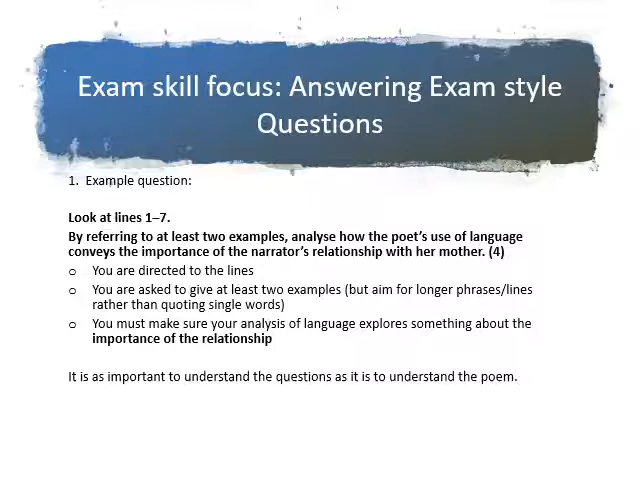 Exam skill focus: Answering Exam style
Questions
1. Example question:
Look at lines 1–7.
By referring to at least two examples, analyse how the poet's use of language
conveys the importance of the narrator's relationship with her mother. (4)
o You are directed to the lines
o You are asked to give at least two examples (but aim for longer phrases/lines
rather than quoting single words)
o You must make sure your analysis of language explores something about the
importance of the relationship
It is as important to understand the questions as it is to understand the poem.